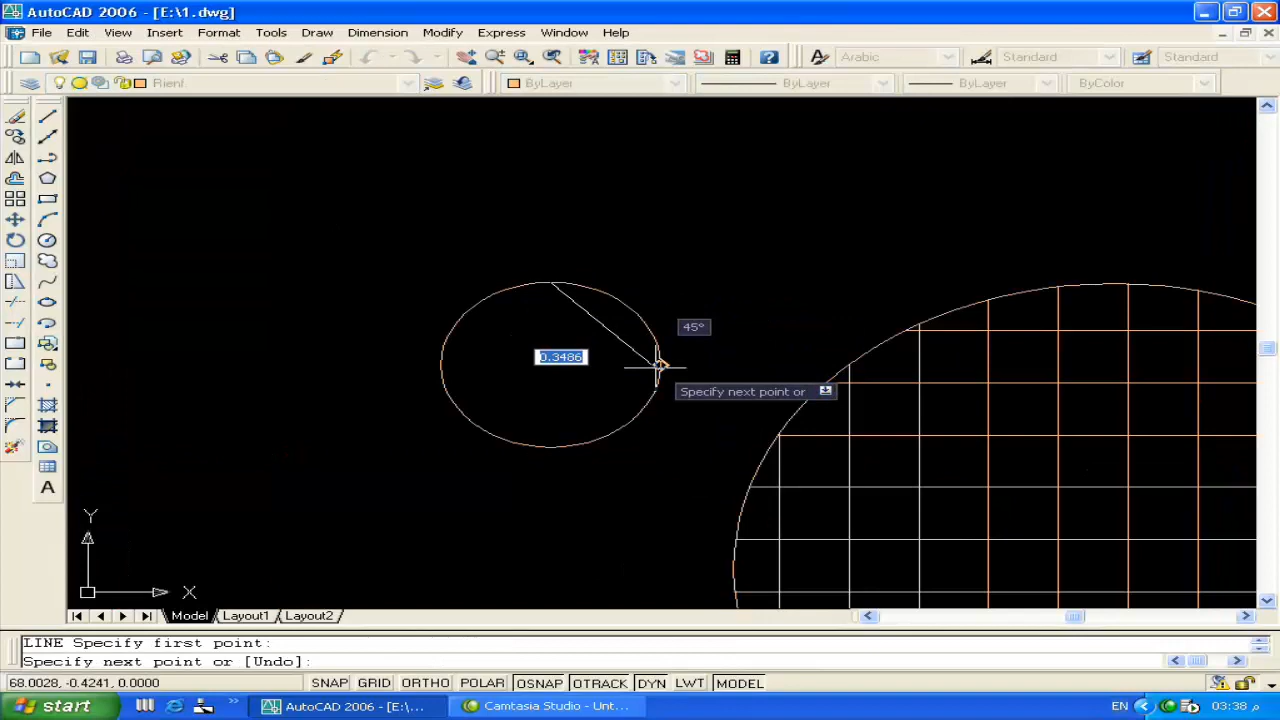 AutoCAD 2006 - [E:\1.dwg]
File Edit View Insert Format Tools Draw Dimension Modify Express Window Help
Arabic Standard Standard
Rienf ByLayer ByLayer ByLayer ByColor
45°
0.3486
Specify next point or
A
Y
X
Model Layout1 Layout2
LINE Specify first point:
Specify next point or [Undo]:
68.0028, -0.4241, 0.0000 SNAP GRID ORTHO POLAR OSNAP OTRACK DYN LWT MODEL
start AutoCAD 2006 - [E:\... Camtasia Studio - Unt... EN 03:38 م